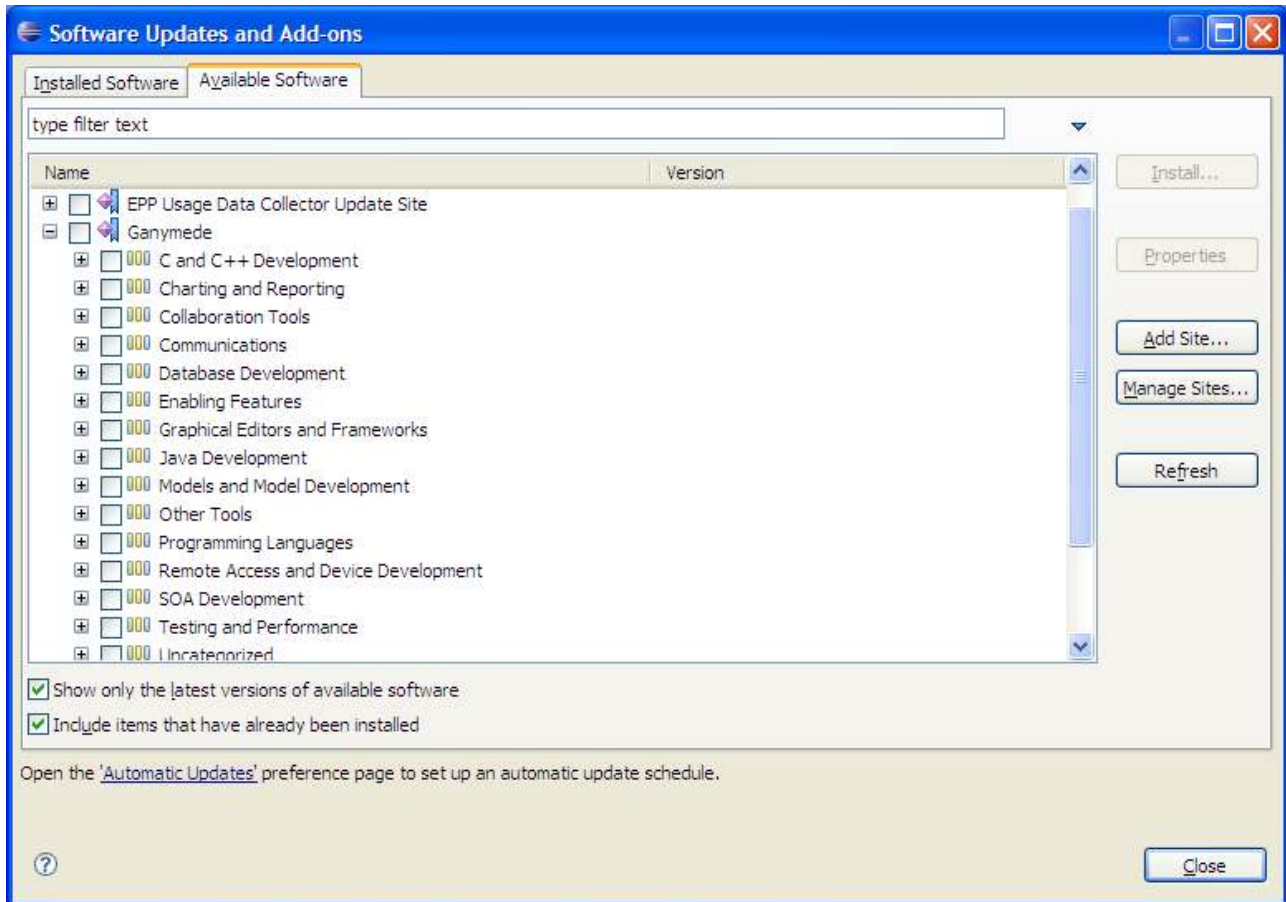 Software Updates and Add-ons
Installed Software
Available Software
type filter text
Name Version
EPP Usage Data Collector Update Site
Ganymede
C and C++ Development
Charting and Reporting
Collaboration Tools
Communications
Database Development
Enabling Features
Graphical Editors and Frameworks
Java Development
Models and Model Development
Other Tools
Programming Languages
Remote Access and Device Development
SOA Development
Testing and Performance
Uncategorized
Install...
Properties
Add Site...
Manage Sites...
Refresh
Show only the latest versions of available software
Include items that have already been installed
Open the 'Automatic Updates' preference page to set up an automatic update schedule.
?
Close